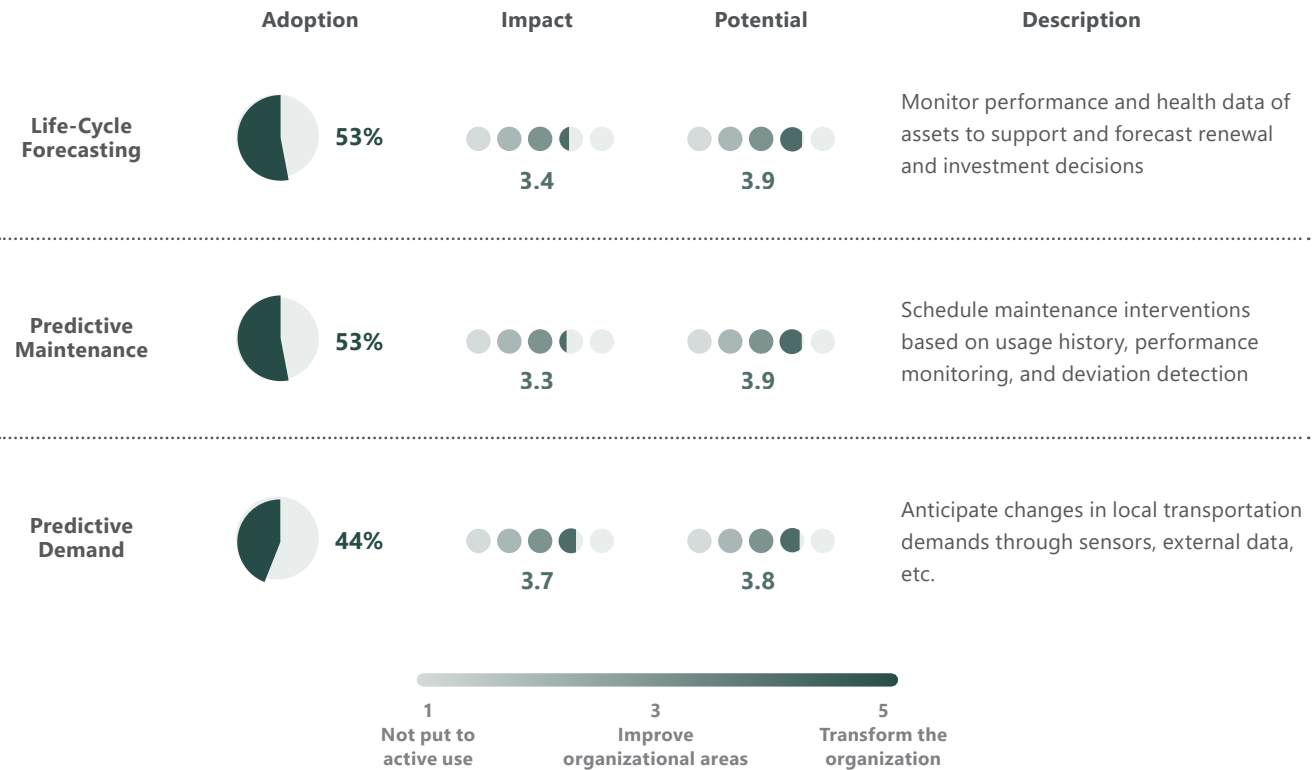 Adoption Impact Potential Description
Life-Cycle
Forecasting
53%
3.4
3.9
Monitor performance and health data of
assets to support and forecast renewal
and investment decisions
Predictive
Maintenance
53%
3.3
3.9
Schedule maintenance interventions
based on usage history, performance
monitoring, and deviation detection
Predictive
Demand
44%
3.7
3.8
Anticipate changes in local transportation
demands through sensors, external data,
etc.
1
Not put to
active use
3
Improve
organizational areas
5
Transform the
organization